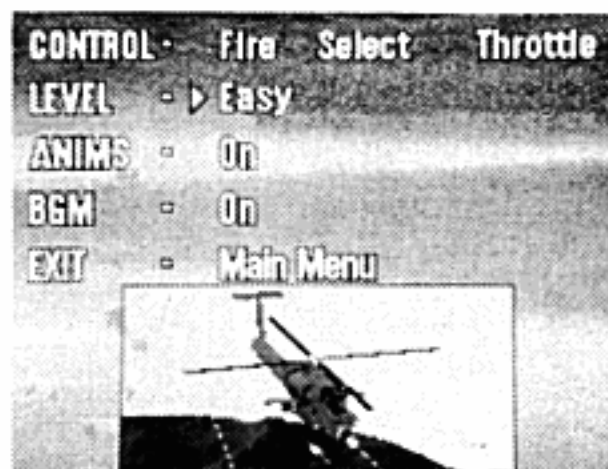 CONTROL - Fire Select Throttle
LEVEL - Easy
ANIMS - On
BGM - On
EXIT - Main Menu